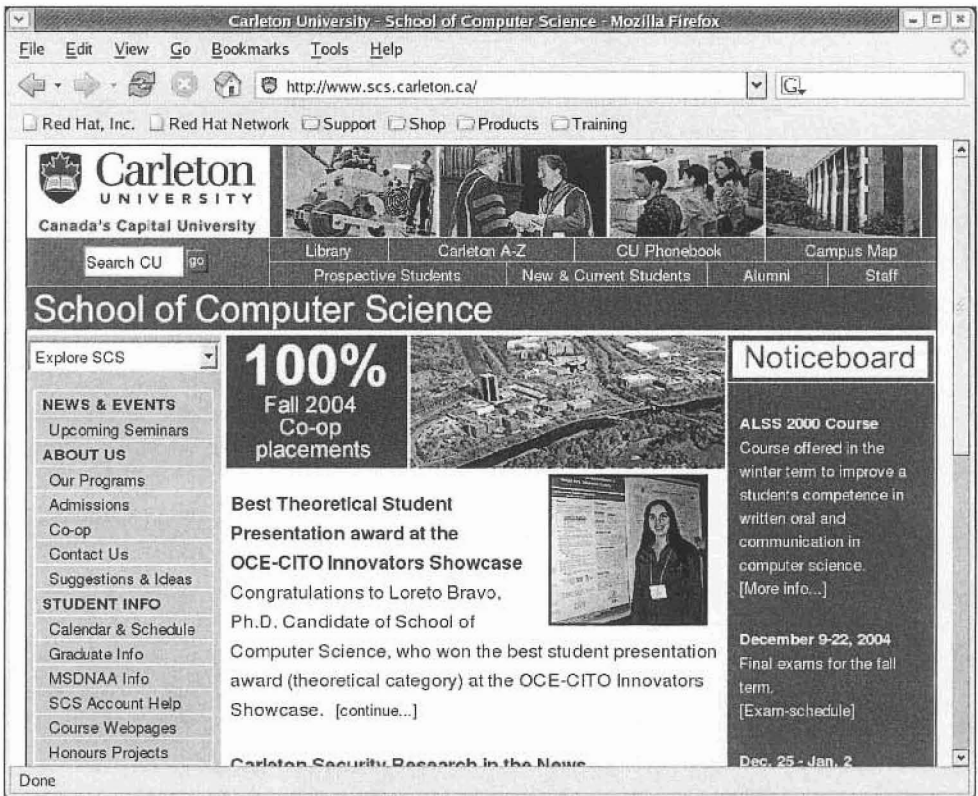 Carleton University - School of Computer Science - Mozilla Firefox
File Edit View Go Bookmarks Tools Help
http://www.scs.carleton.ca/
G
Red Hat, Inc. Red Hat Network Support Shop Products Training
Carleton
UNIVERSITY
Canada's Capital University
Search CU go
Library Carleton A-Z CU Phonebook Campus Map
Prospective Students New & Current Students Alumni Staff
School of Computer Science
Explore SCS
NEWS & EVENTS
Upcoming Seminars
ABOUT US
Our Programs
Admissions
Co-op
Contact Us
Suggestions & Ideas
STUDENT INFO
Calendar & Schedule
Graduate Info
MSDNAA Info
SCS Account Help
Course Webpages
Honours Projects
100%
Fall 2004
Co-op
placements
Best Theoretical Student
Presentation award at the
OCE-CITO Innovators Showcase
Congratulations to Loreto Bravo,
Ph.D. Candidate of School of
Computer Science, who won the best student presentation
award (theoretical category) at the OCE-CITO Innovators
Showcase. [continue...]
Carleton Security Research in the News
Noticeboard
ALSS 2000 Course
Course offered in the
winter term to improve a
students competence in
written oral and
communication in
computer science.
[More info...]
December 9-22, 2004
Final exams for the fall
term.
[Exam-schedule]
Dec. 25 - Jan. 2
Done